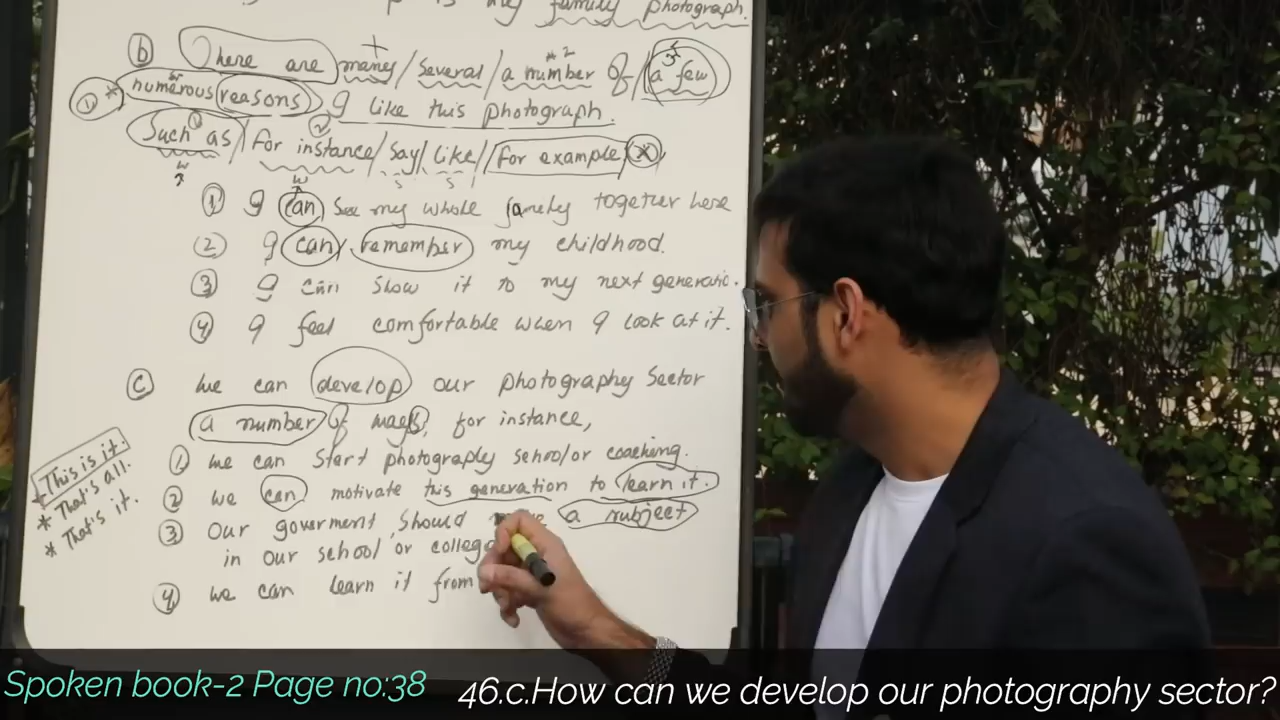 is my family photograph.
b There are many / several / a number of / a few
numerous reasons I like this photograph.
Such as / For instance / Say / like / for example
1 I can see my whole family together here
2 I can remember my childhood.
3 I can show it to my next generatio.
4 I feel comfortable when I look at it.
c we can develop our photography Sector
a number of ways, for instance,
1 we can start photography school or coaching.
2 we can motivate this generation to learn it.
3 Our goverment should a subject
in our school or colleg
4 we can learn it from
* This is it.
* That's all.
* That's it.
Spoken book-2 Page no:38
46.c.How can we develop our photography sector?